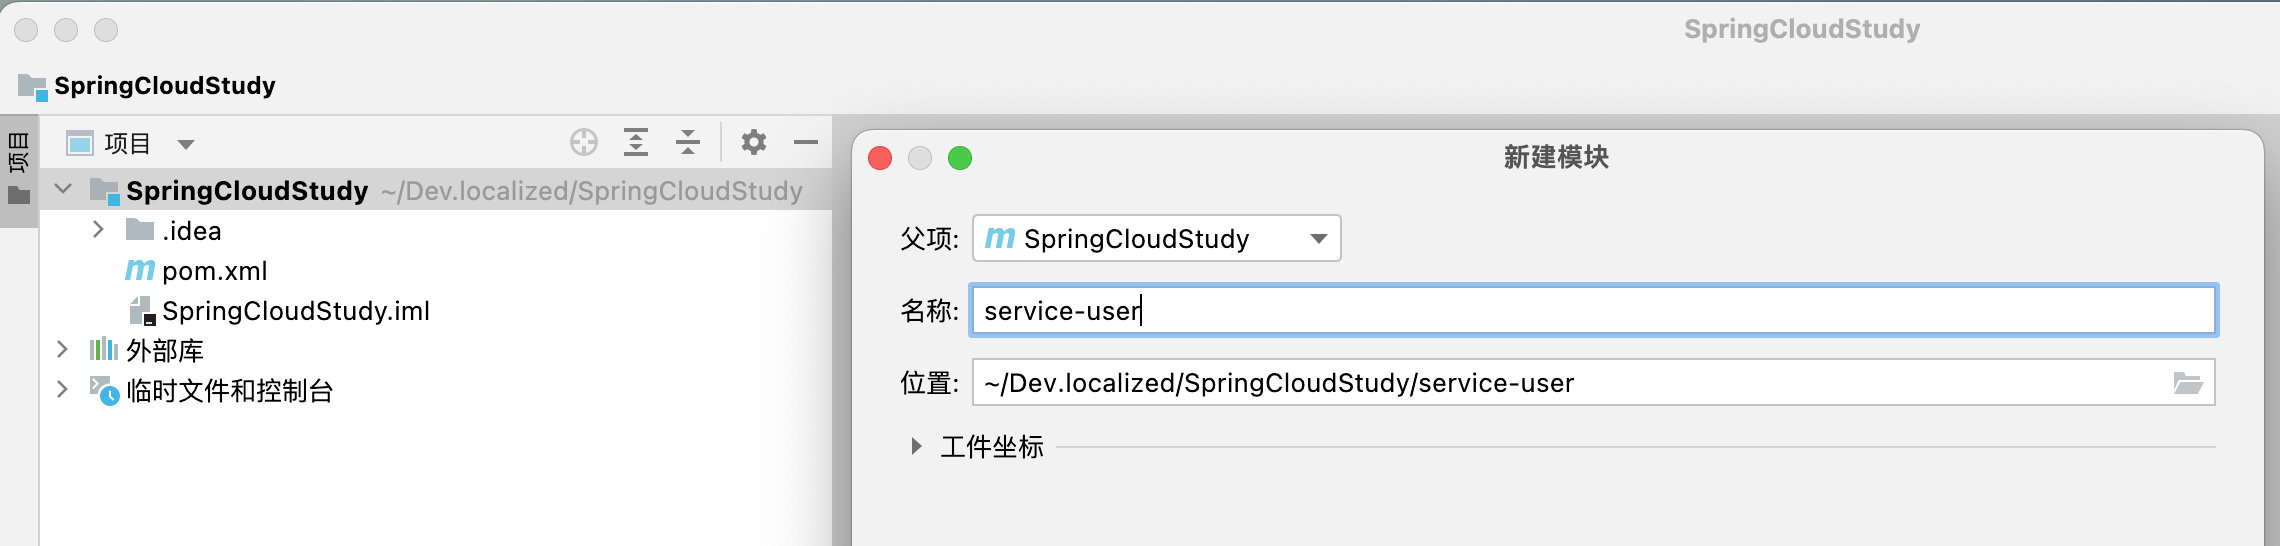 SpringCloudStudy
SpringCloudStudy
项目
项目
SpringCloudStudy ~/Dev.localized/SpringCloudStudy
.idea
pom.xml
SpringCloudStudy.iml
外部库
临时文件和控制台
新建模块
父项: SpringCloudStudy
名称: service-user
位置: ~/Dev.localized/SpringCloudStudy/service-user
工件坐标